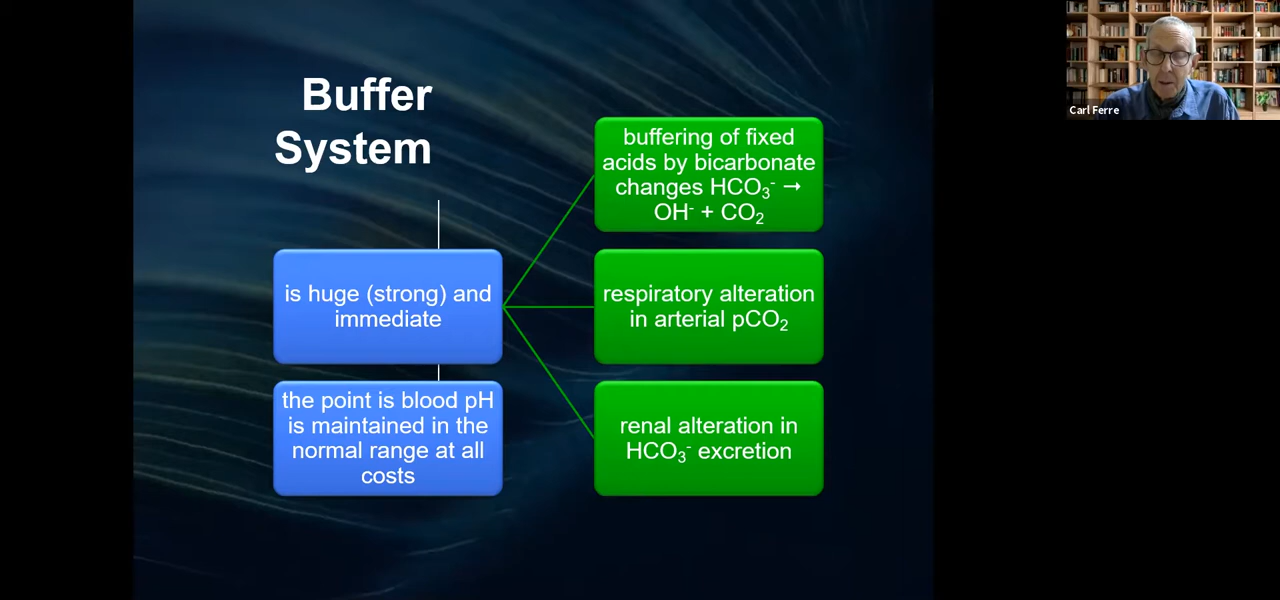 Buffer
System
is huge (strong) and
immediate
the point is blood pH
is maintained in the
normal range at all
costs
buffering of fixed
acids by bicarbonate
changes HCO₃⁻ →
OH⁻ + CO₂
respiratory alteration
in arterial pCO₂
renal alteration in
HCO₃⁻ excretion
Carl Ferre